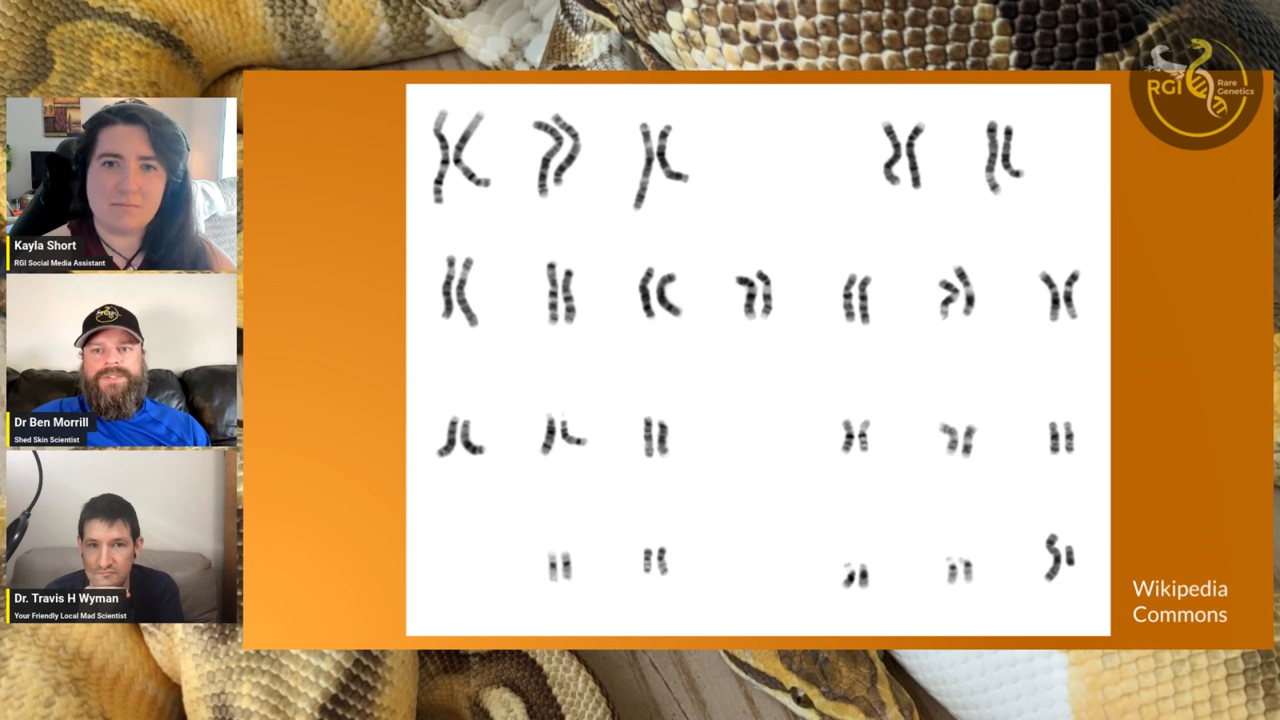 RGI
Rare
Genetics
Kayla Short
RGI Social Media Assistant
Dr Ben Morrill
Shed Skin Scientist
Dr. Travis H Wyman
Your Friendly Local Mad Scientist
Wikipedia
Commons